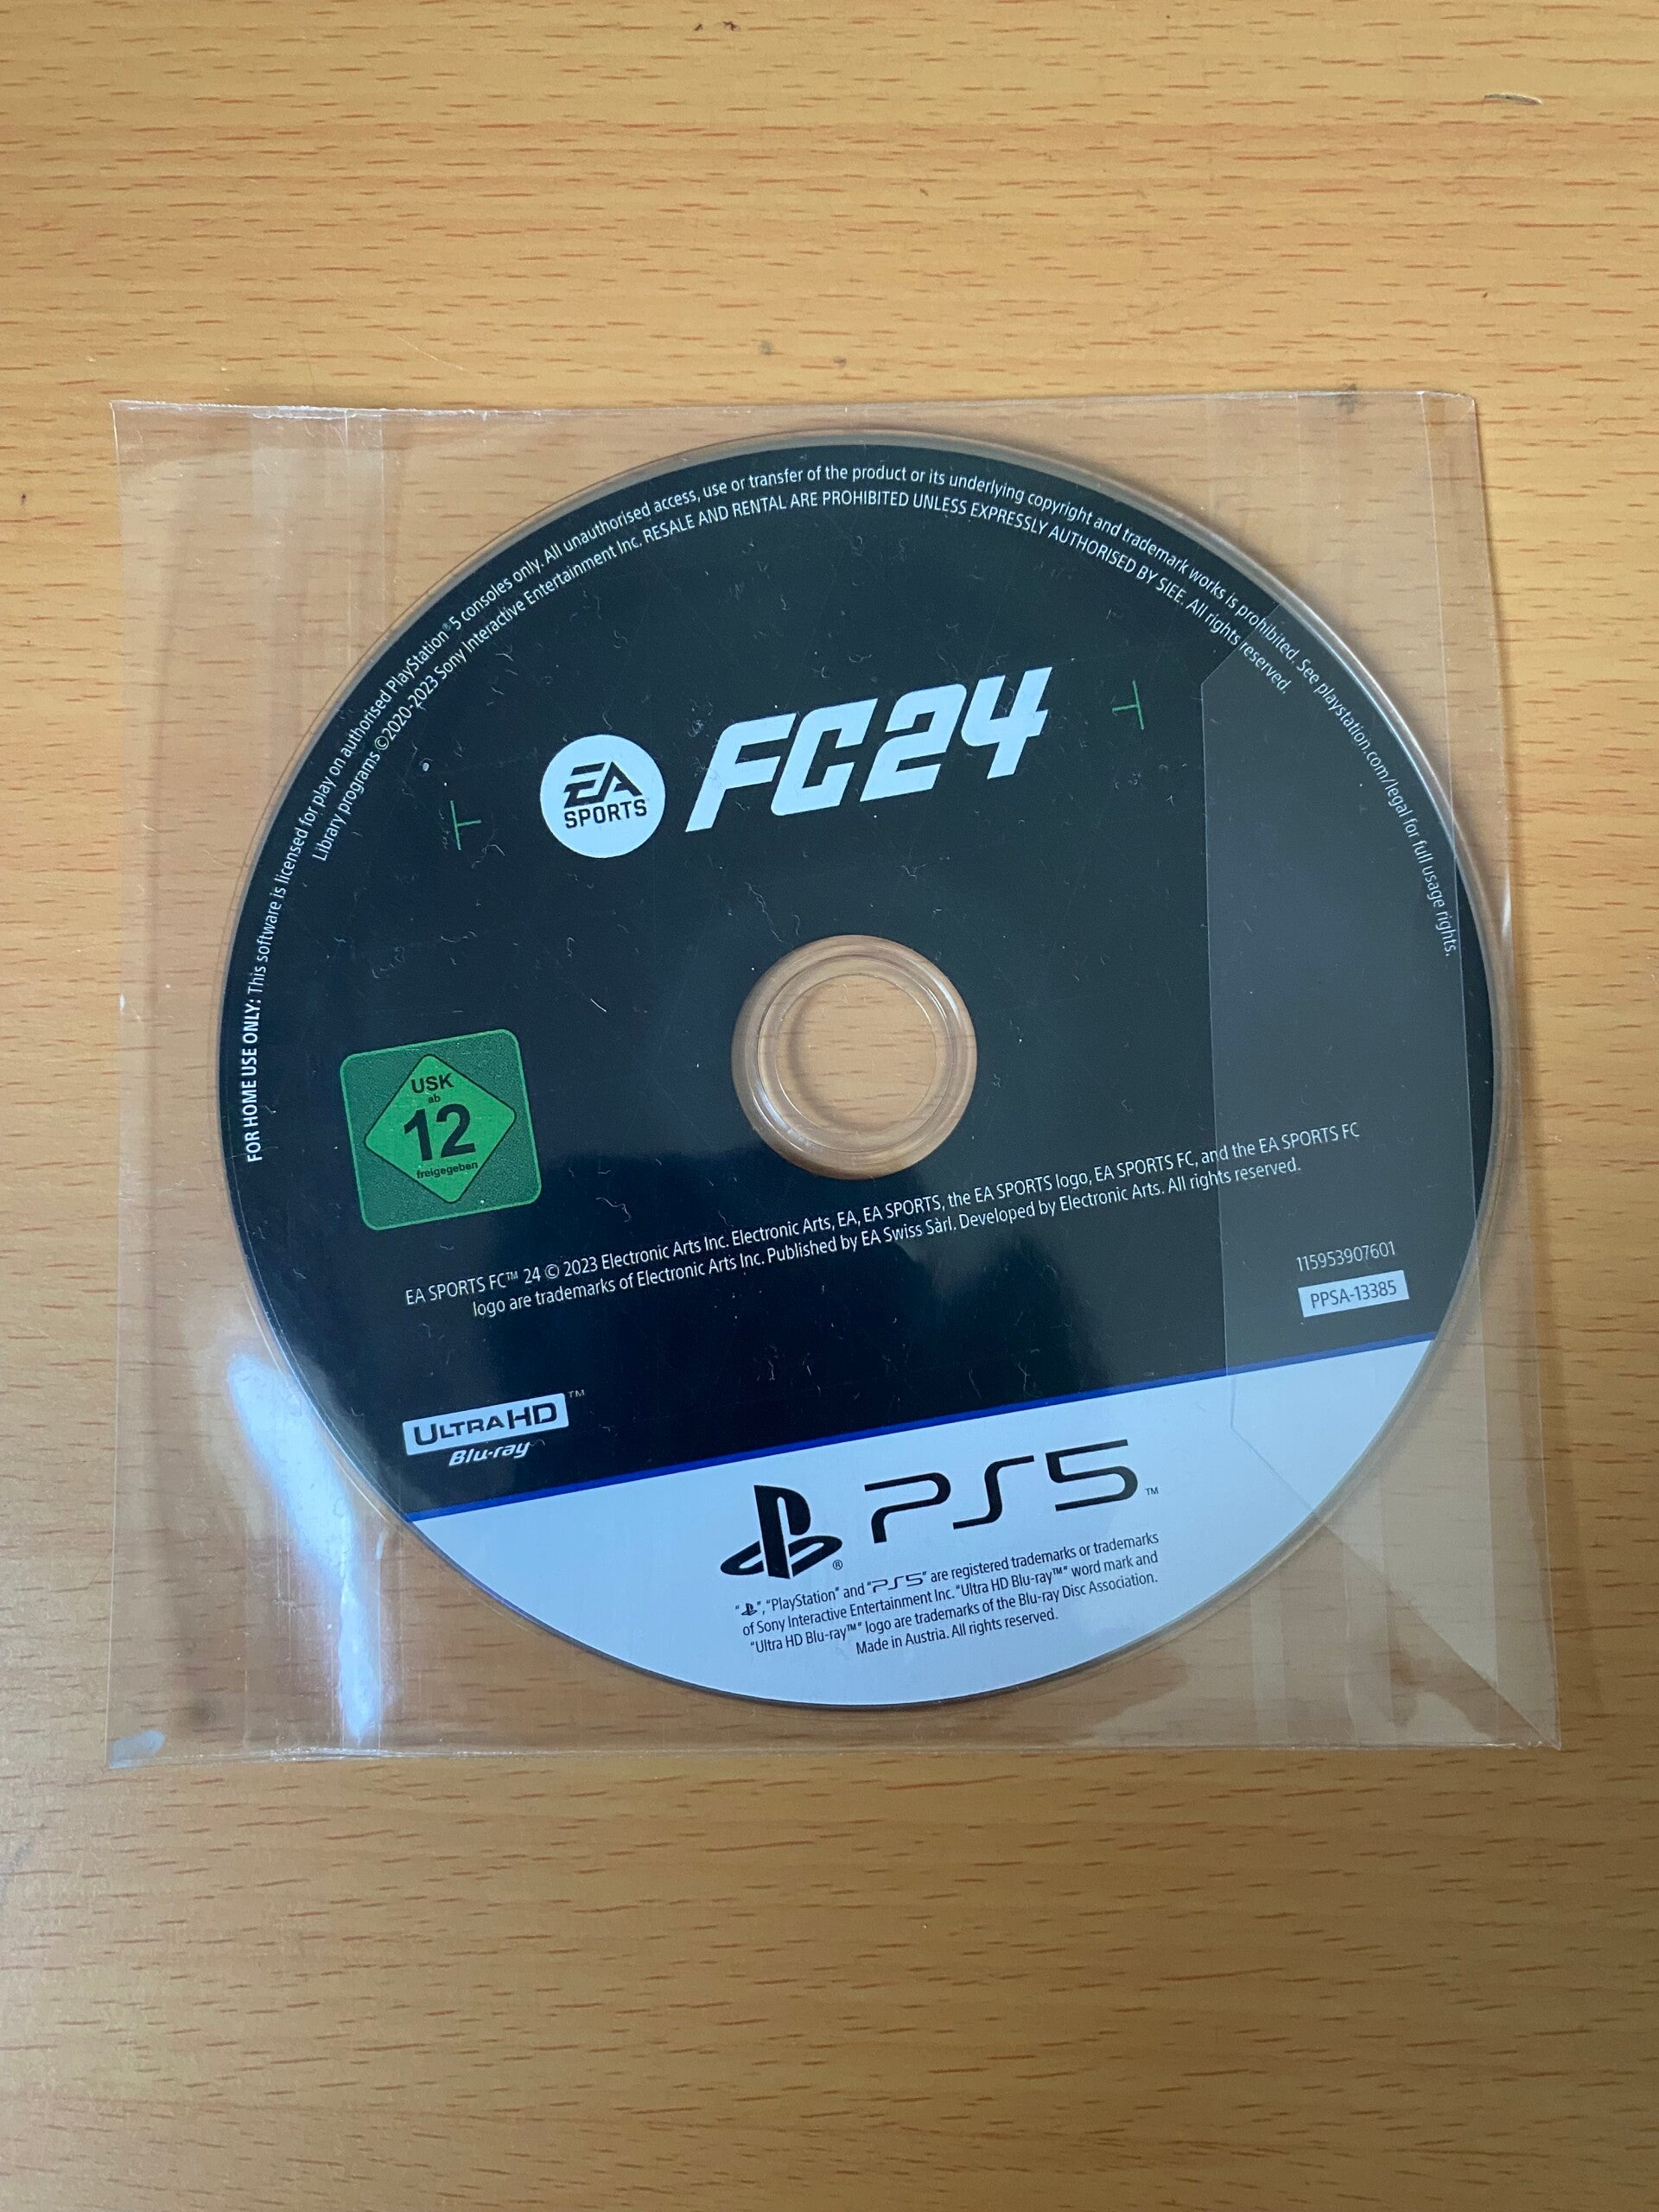 FOR HOME USE ONLY: This software is licensed for play on authorised PlayStation®5 consoles only. All unauthorised access, use or transfer of the product or its underlying copyright and trademark works is prohibited. See playstation.com/legal for full usage rights.
Library programs ©2020-2023 Sony Interactive Entertainment Inc. RESALE AND RENTAL ARE PROHIBITED UNLESS EXPRESSLY AUTHORISED BY SIEE. All rights reserved.
EA SPORTS FC24
USK
ab
12
freigegeben
EA SPORTS FC™ 24 © 2023 Electronic Arts Inc. Electronic Arts, EA, EA SPORTS, the EA SPORTS logo, EA SPORTS FC, and the EA SPORTS FC
logo are trademarks of Electronic Arts Inc. Published by EA Swiss Sàrl. Developed by Electronic Arts. All rights reserved.
115953907601
PPSA-13385
ULTRA HD™
Blu-ray
PS5™
®
" ", "PlayStation" and "PS5" are registered trademarks or trademarks
of Sony Interactive Entertainment Inc. "Ultra HD Blu-ray™" word mark and
"Ultra HD Blu-ray™" logo are trademarks of the Blu-ray Disc Association.
Made in Austria. All rights reserved.